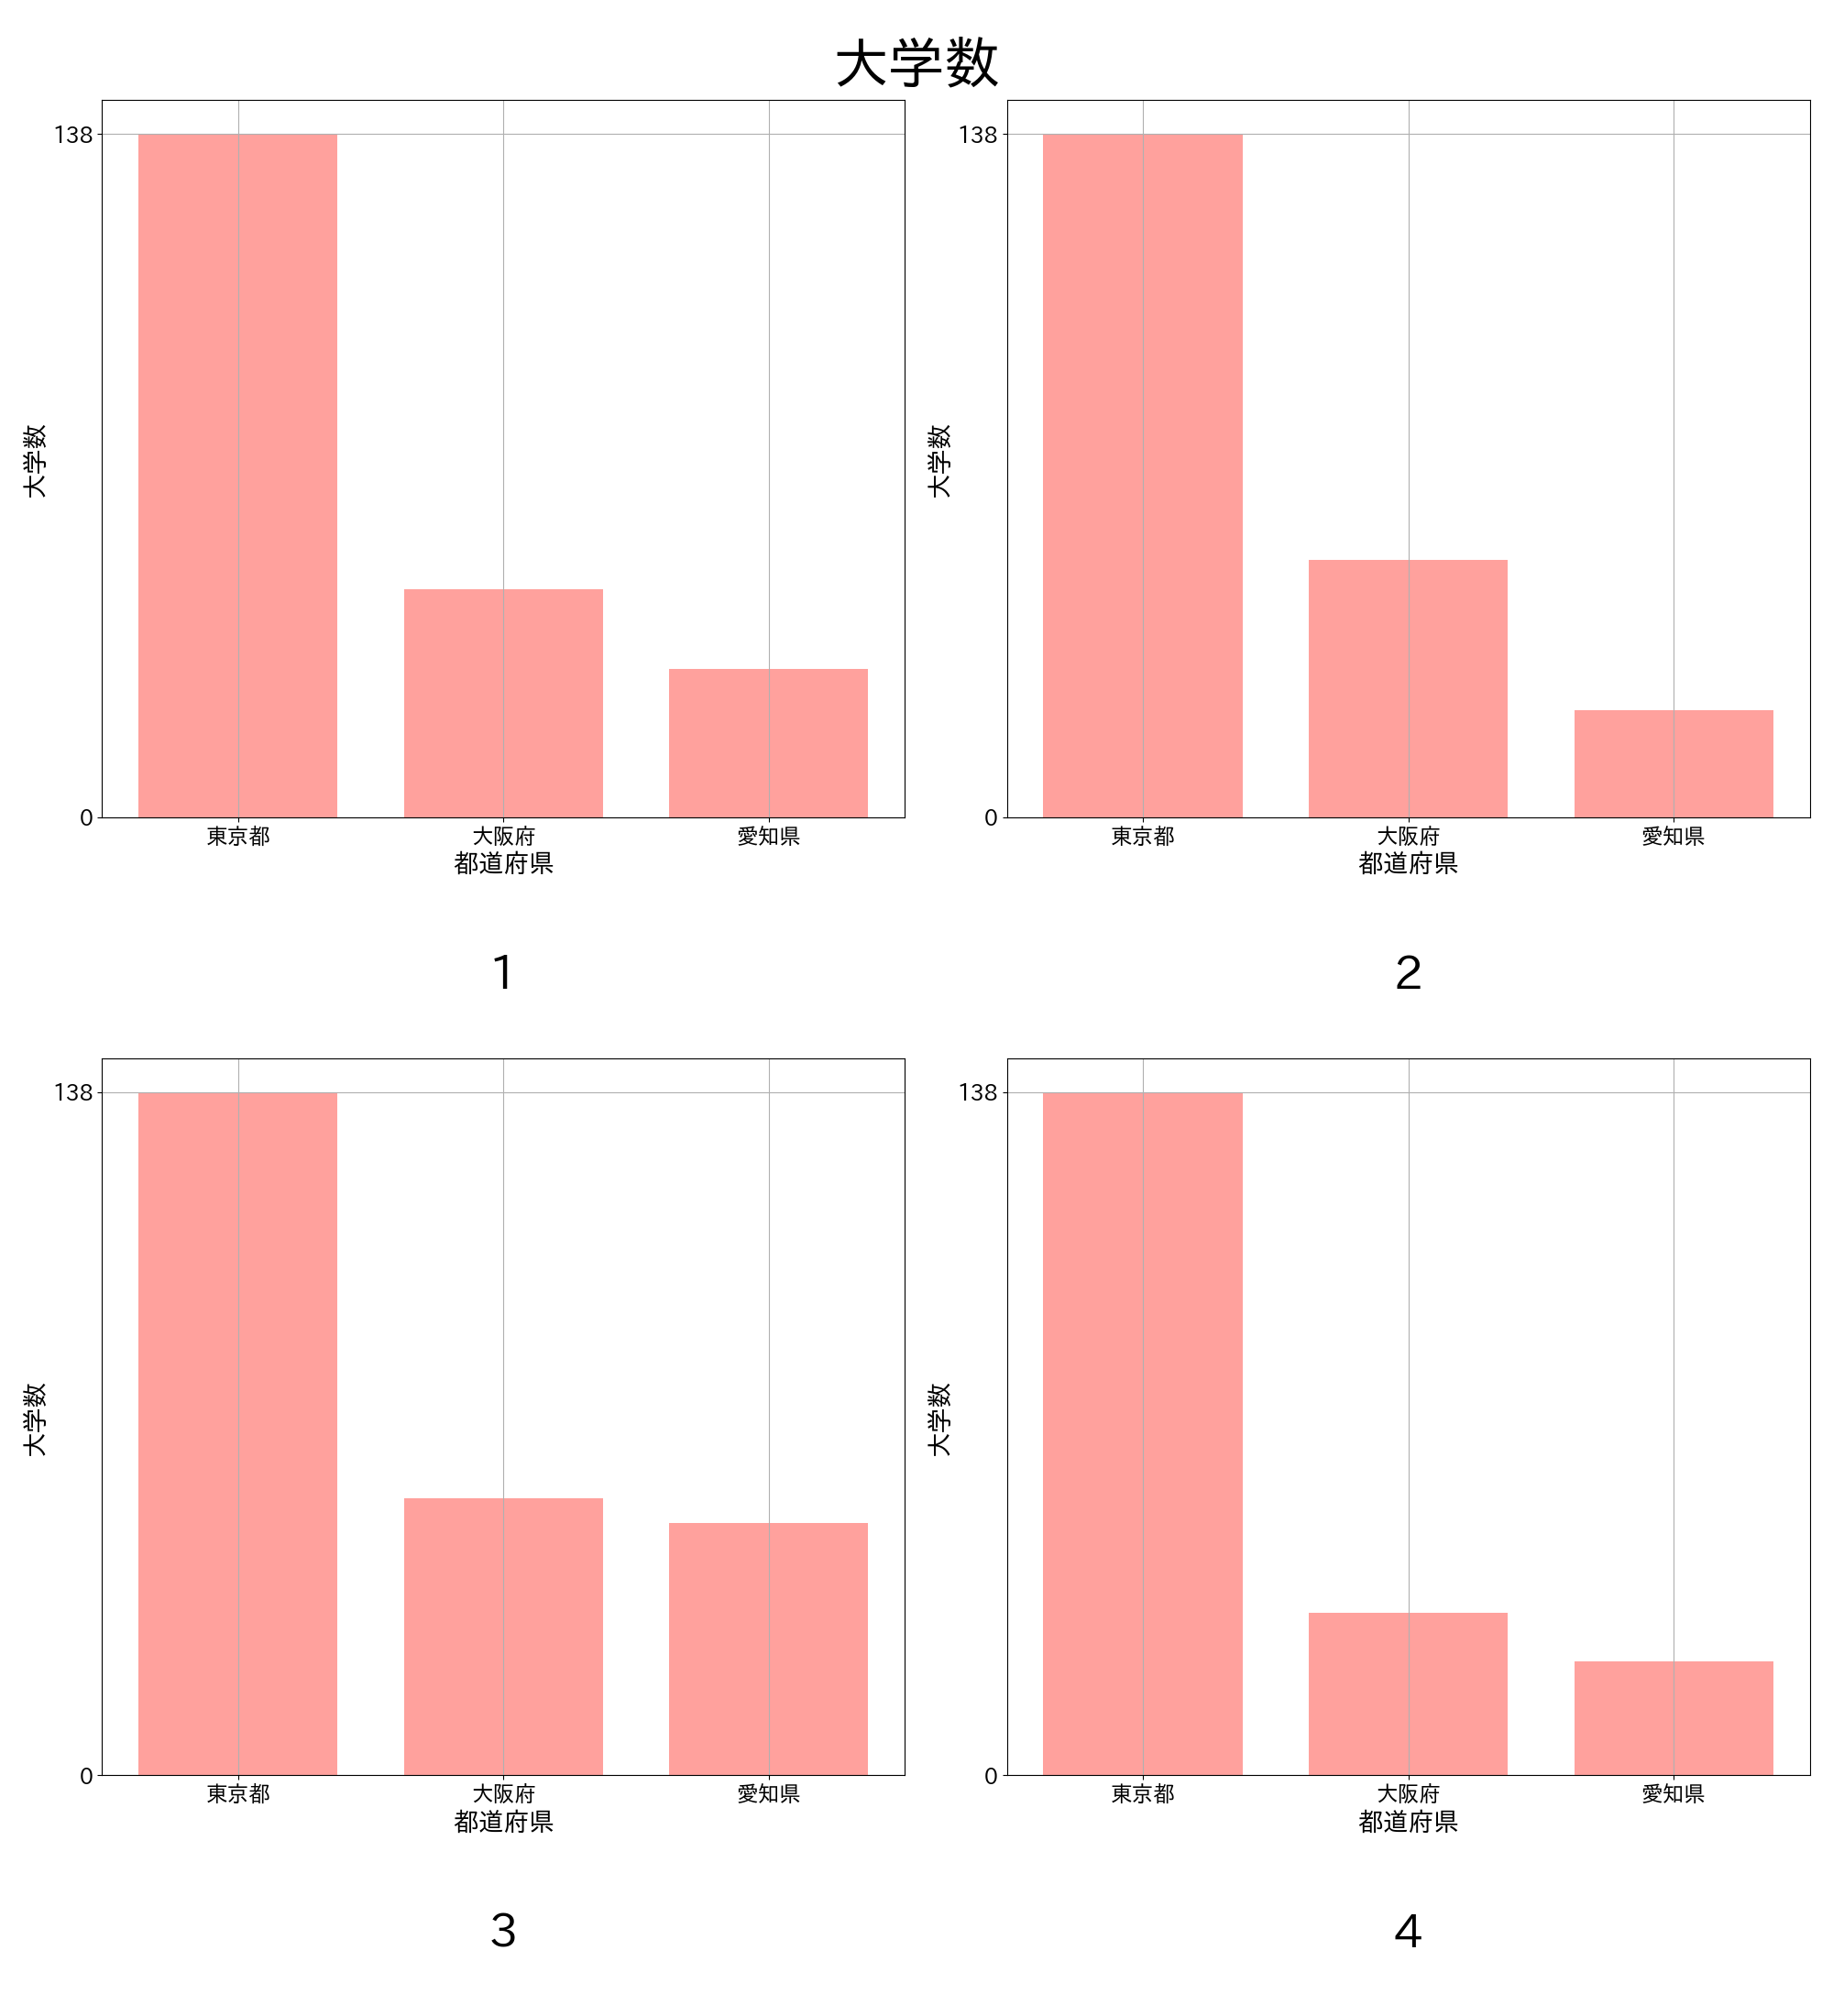 大学数
138
0
大学数
東京都 大阪府 愛知県
都道府県
1
138
0
大学数
東京都 大阪府 愛知県
都道府県
2
138
0
大学数
東京都 大阪府 愛知県
都道府県
3
138
0
大学数
東京都 大阪府 愛知県
都道府県
4